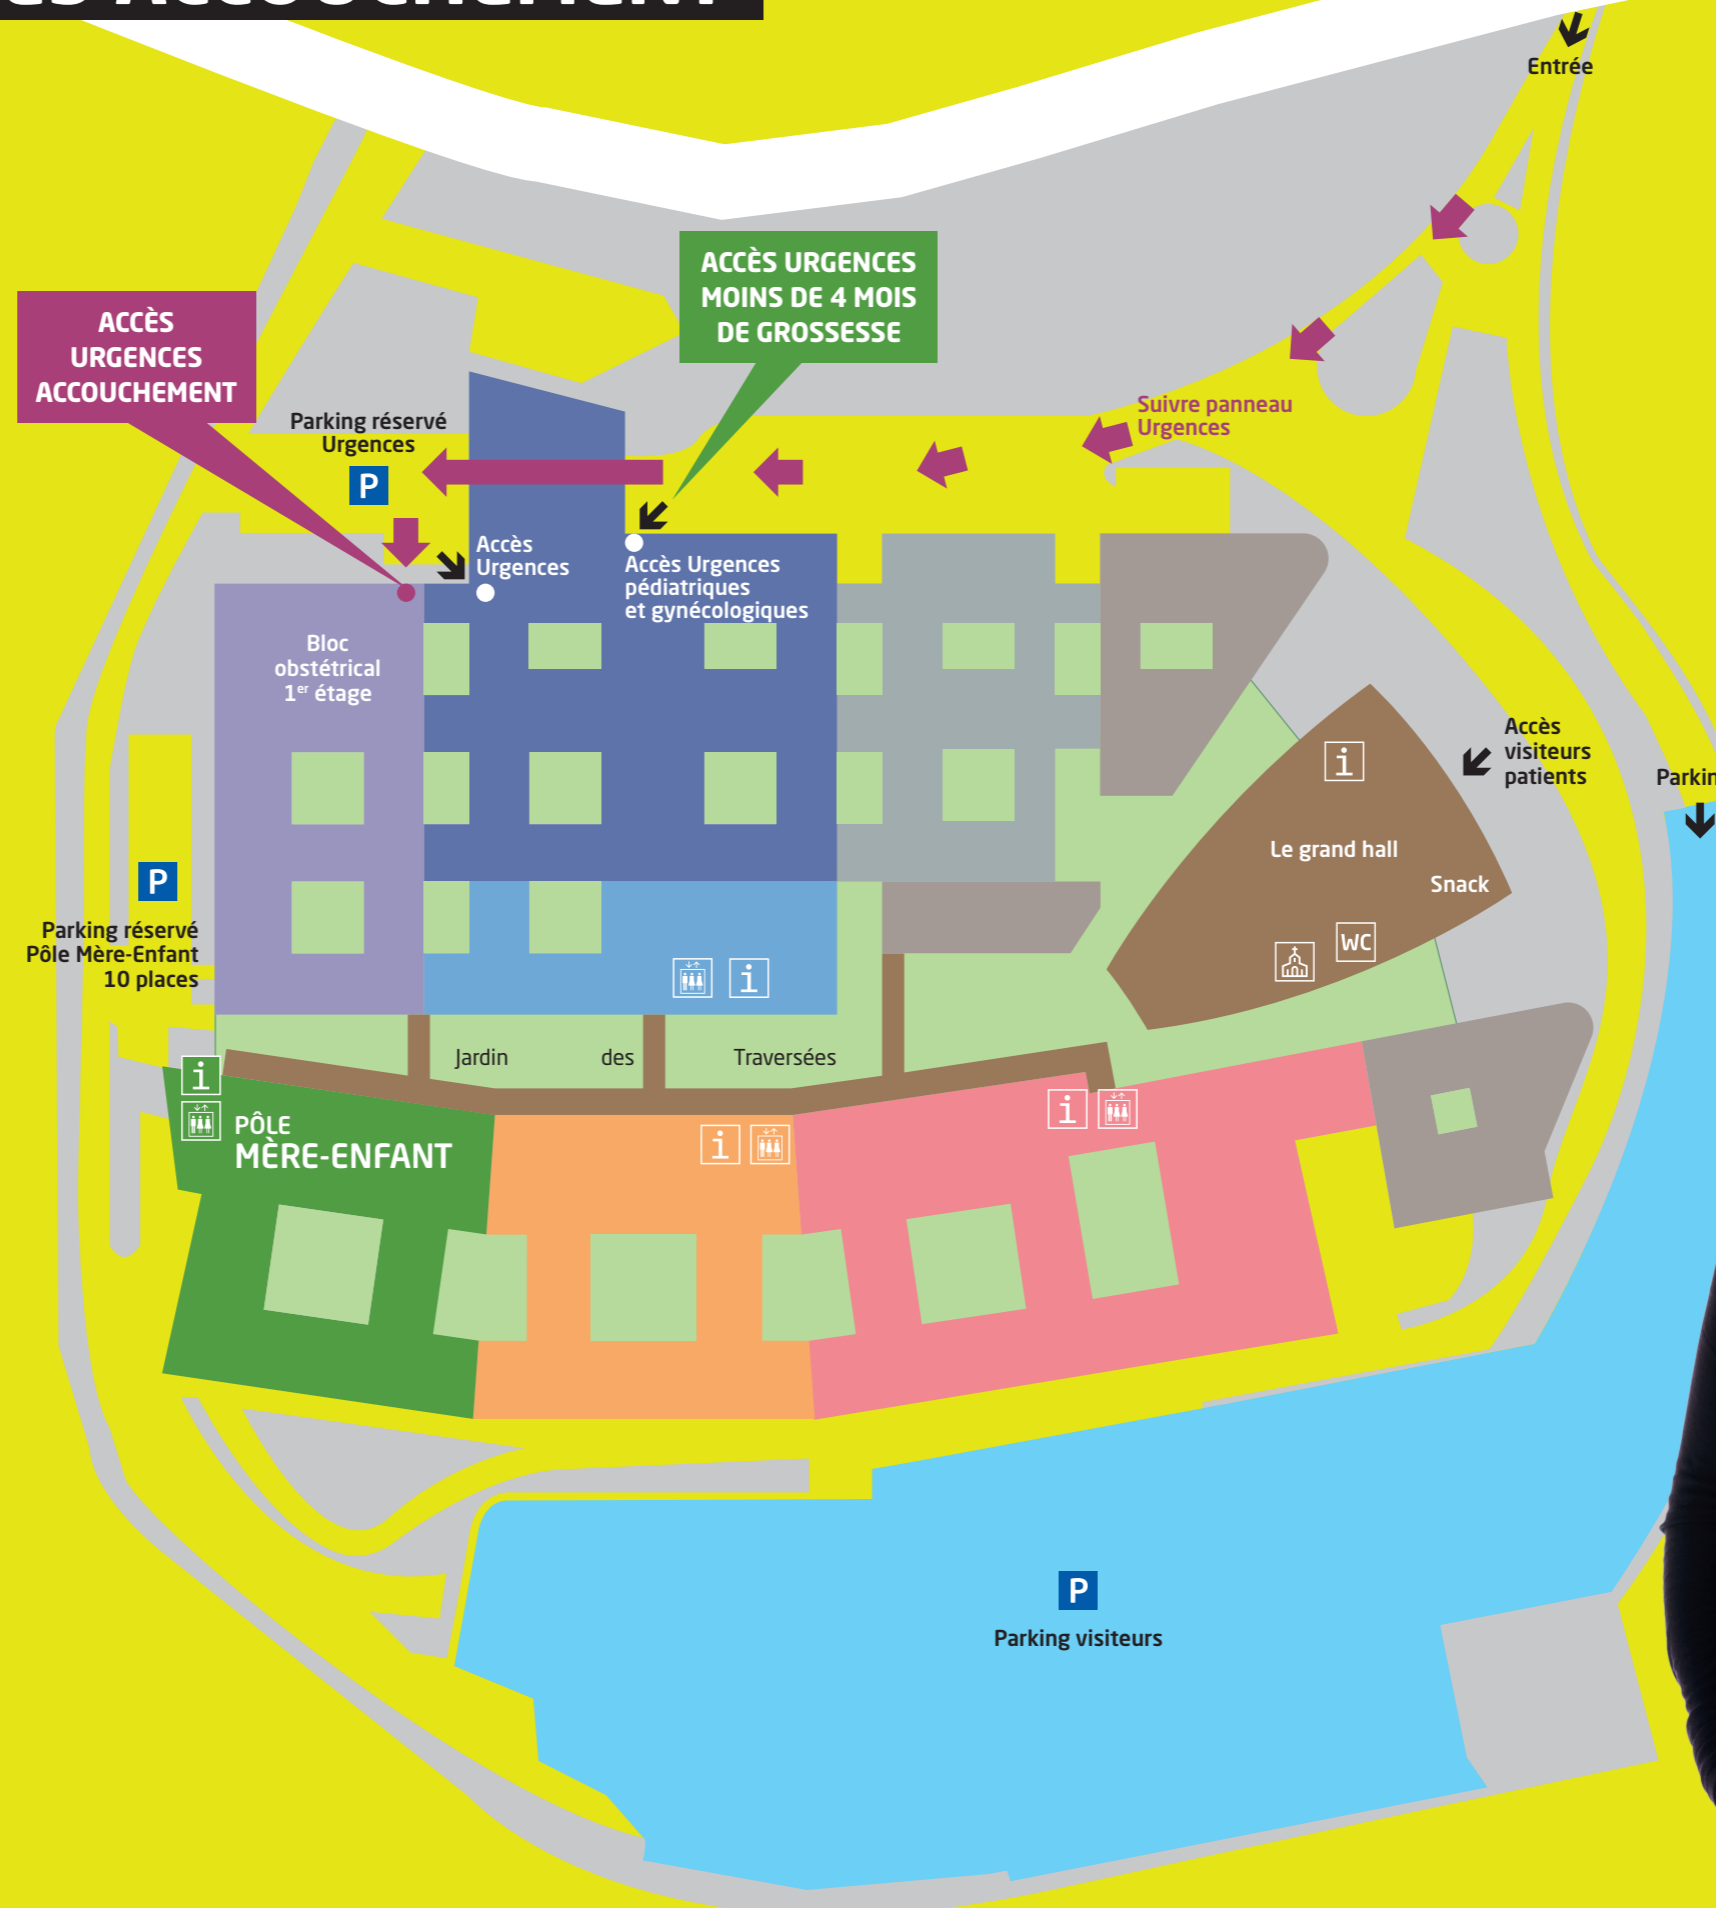 Entrée
ACCÈS URGENCES
MOINS DE 4 MOIS
DE GROSSESSE
ACCÈS
URGENCES
ACCOUCHEMENT
Parking réservé
Urgences
P
Suivre panneau
Urgences
Accès
Urgences
Accès Urgences
pédiatriques
et gynécologiques
Bloc
obstétrical
1er étage
Accès
visiteurs
patients
i
Le grand hall
Snack
WC
P
Parking réservé
Pôle Mère-Enfant
10 places
i
Jardin des Traversées
i
PÔLE
MÈRE-ENFANT
i
i
P
Parking visiteurs